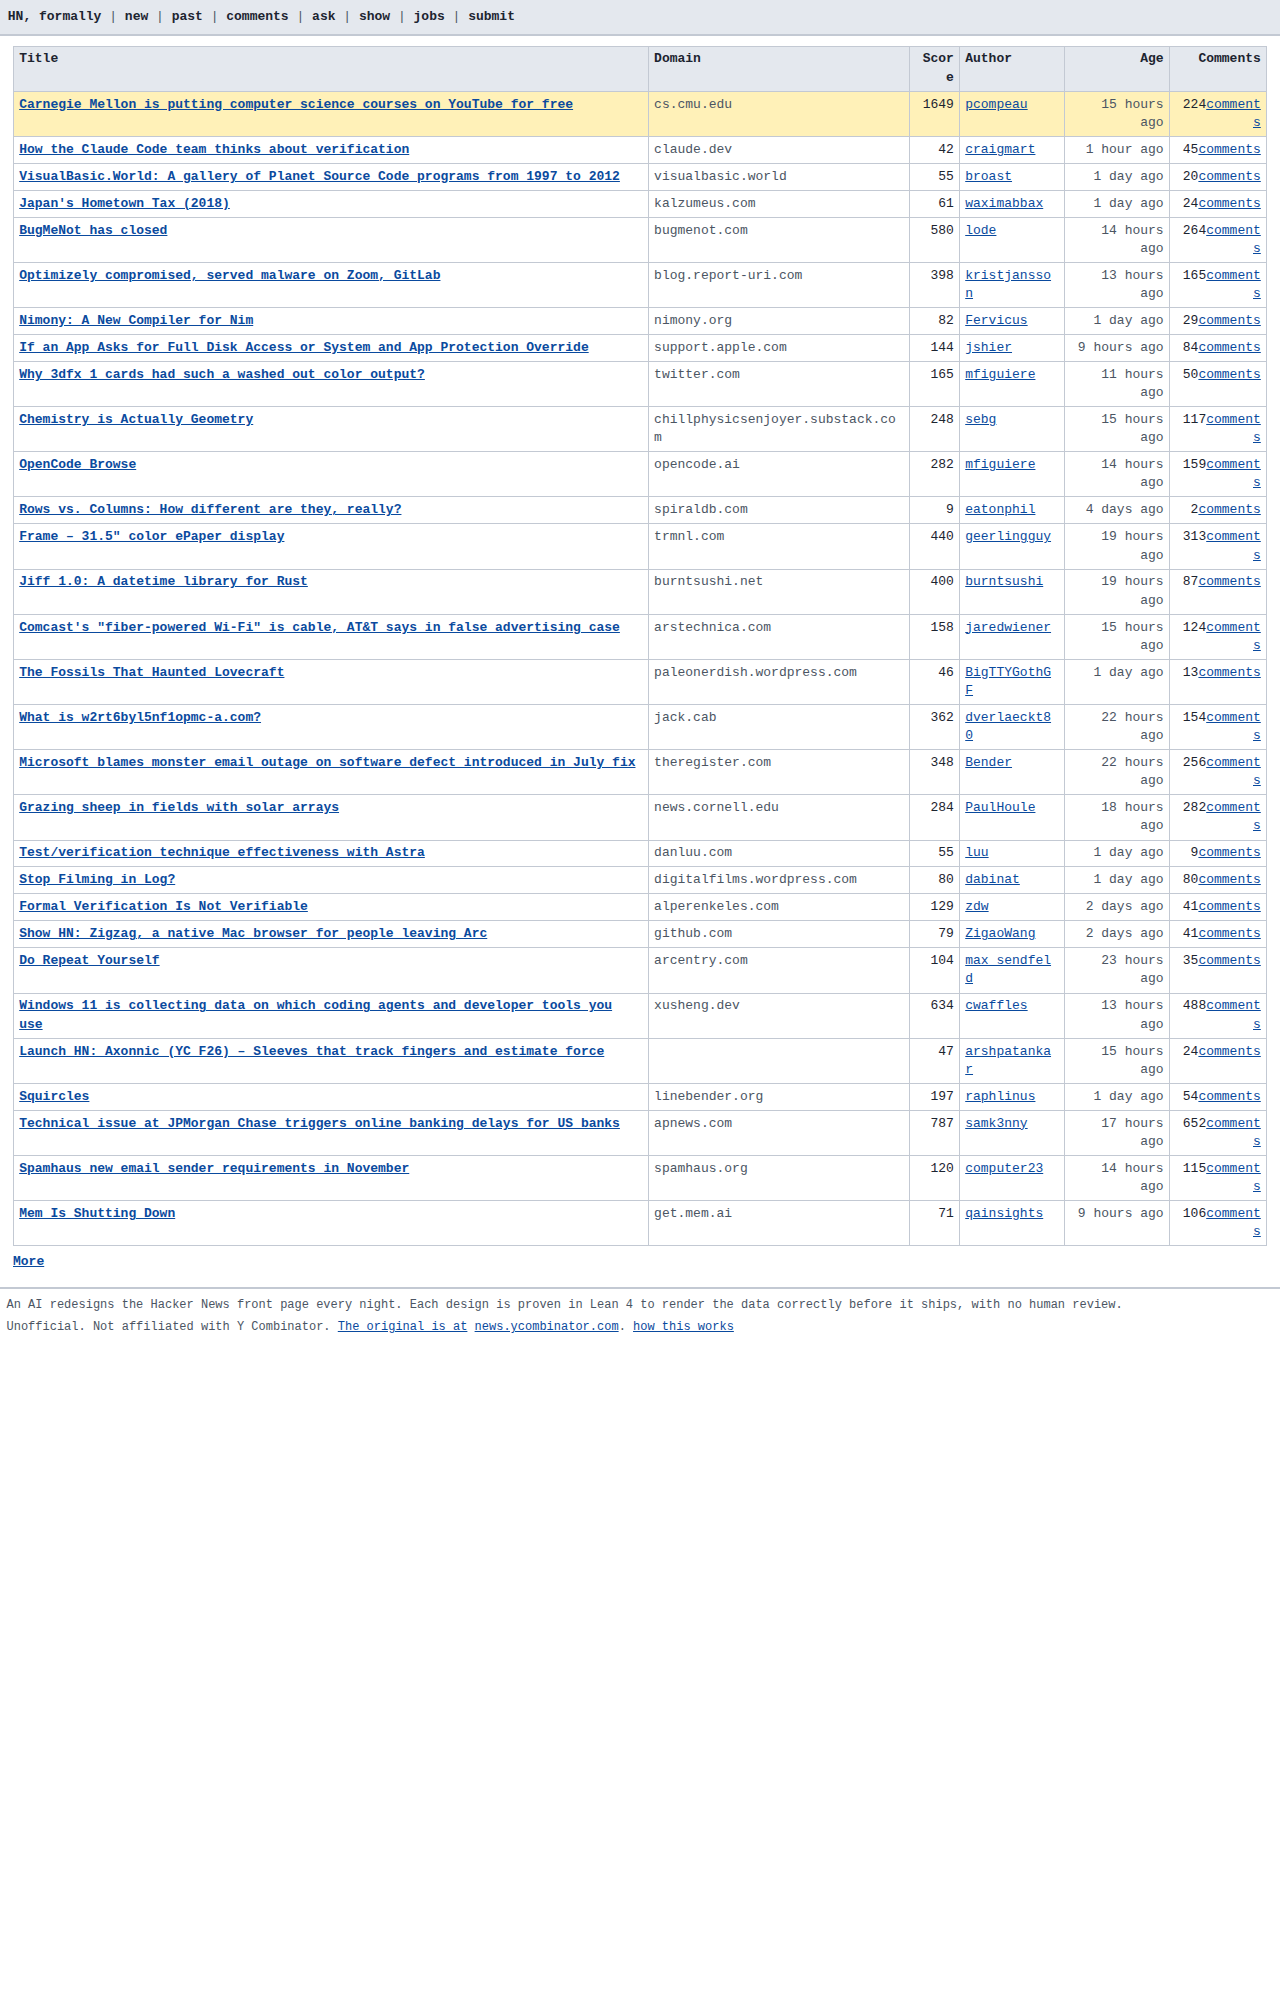 HN, formally | new | past | comments | ask | show | jobs | submit
Title Domain Scor Author Age Comments
e
Carnegie Mellon is putting computer science courses on YouTube for free cs.cmu.edu 1649 pcompeau 15 hours 224comment
ago s
How the Claude Code team thinks about verification claude.dev 42 craigmart 1 hour ago 45comments
VisualBasic.World: A gallery of Planet Source Code programs from 1997 to 2012 visualbasic.world 55 broast 1 day ago 20comments
Japan's Hometown Tax (2018) kalzumeus.com 61 waximabbax 1 day ago 24comments
BugMeNot has closed bugmenot.com 580 lode 14 hours 264comment
ago s
Optimizely compromised, served malware on Zoom, GitLab blog.report-uri.com 398 kristjansso 13 hours 165comment
n ago s
Nimony: A New Compiler for Nim nimony.org 82 Fervicus 1 day ago 29comments
If an App Asks for Full Disk Access or System and App Protection Override support.apple.com 144 jshier 9 hours ago 84comments
Why 3dfx 1 cards had such a washed out color output? twitter.com 165 mfiguiere 11 hours 50comments
ago
Chemistry is Actually Geometry chillphysicsenjoyer.substack.co 248 sebg 15 hours 117comment
m ago s
OpenCode Browse opencode.ai 282 mfiguiere 14 hours 159comment
ago s
Rows vs. Columns: How different are they, really? spiraldb.com 9 eatonphil 4 days ago 2comments
Frame – 31.5" color ePaper display trmnl.com 440 geerlingguy 19 hours 313comment
ago s
Jiff 1.0: A datetime library for Rust burntsushi.net 400 burntsushi 19 hours 87comments
ago
Comcast's "fiber-powered Wi-Fi" is cable, AT&T says in false advertising case arstechnica.com 158 jaredwiener 15 hours 124comment
ago s
The Fossils That Haunted Lovecraft paleonerdish.wordpress.com 46 BigTTYGothG 1 day ago 13comments
F
What is w2rt6byl5nf1opmc-a.com? jack.cab 362 dverlaeckt8 22 hours 154comment
0 ago s
Microsoft blames monster email outage on software defect introduced in July fix theregister.com 348 Bender 22 hours 256comment
ago s
Grazing sheep in fields with solar arrays news.cornell.edu 284 PaulHoule 18 hours 282comment
ago s
Test/verification technique effectiveness with Astra danluu.com 55 luu 1 day ago 9comments
Stop Filming in Log? digitalfilms.wordpress.com 80 dabinat 1 day ago 80comments
Formal Verification Is Not Verifiable alperenkeles.com 129 zdw 2 days ago 41comments
Show HN: Zigzag, a native Mac browser for people leaving Arc github.com 79 ZigaoWang 2 days ago 41comments
Do Repeat Yourself arcentry.com 104 max_sendfel 23 hours 35comments
d ago
Windows 11 is collecting data on which coding agents and developer tools you xusheng.dev 634 cwaffles 13 hours 488comment
use ago s
Launch HN: Axonnic (YC F26) – Sleeves that track fingers and estimate force 47 arshpatanka 15 hours 24comments
r ago
Squircles linebender.org 197 raphlinus 1 day ago 54comments
Technical issue at JPMorgan Chase triggers online banking delays for US banks apnews.com 787 samk3nny 17 hours 652comment
ago s
Spamhaus new email sender requirements in November spamhaus.org 120 computer23 14 hours 115comment
ago s
Mem Is Shutting Down get.mem.ai 71 qainsights 9 hours ago 106comment
s
More
An AI redesigns the Hacker News front page every night. Each design is proven in Lean 4 to render the data correctly before it ships, with no human review.
Unofficial. Not affiliated with Y Combinator. The original is at news.ycombinator.com. how this works